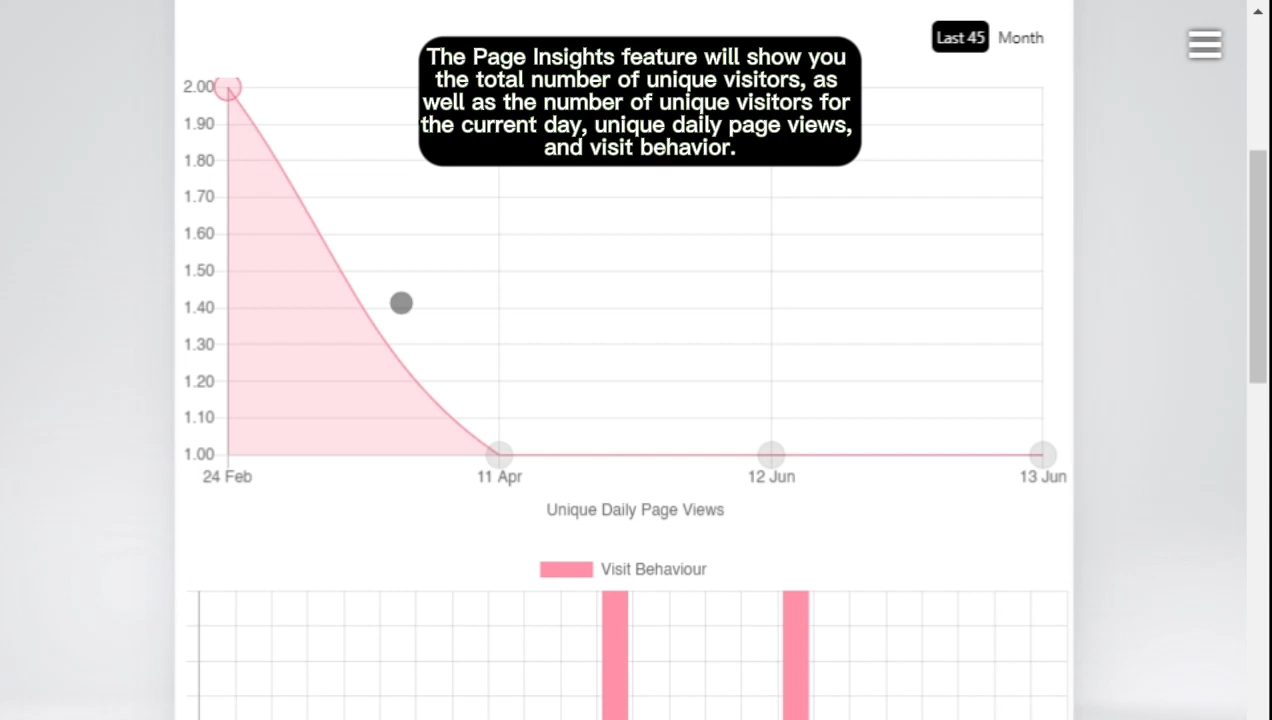 Last 45 Month
The Page Insights feature will show you
the total number of unique visitors, as
well as the number of unique visitors for
the current day, unique daily page views,
and visit behavior.
2.00
1.90
1.80
1.70
1.60
1.50
1.40
1.30
1.20
1.10
1.00
24 Feb 11 Apr 12 Jun 13 Jun
Unique Daily Page Views
Visit Behaviour